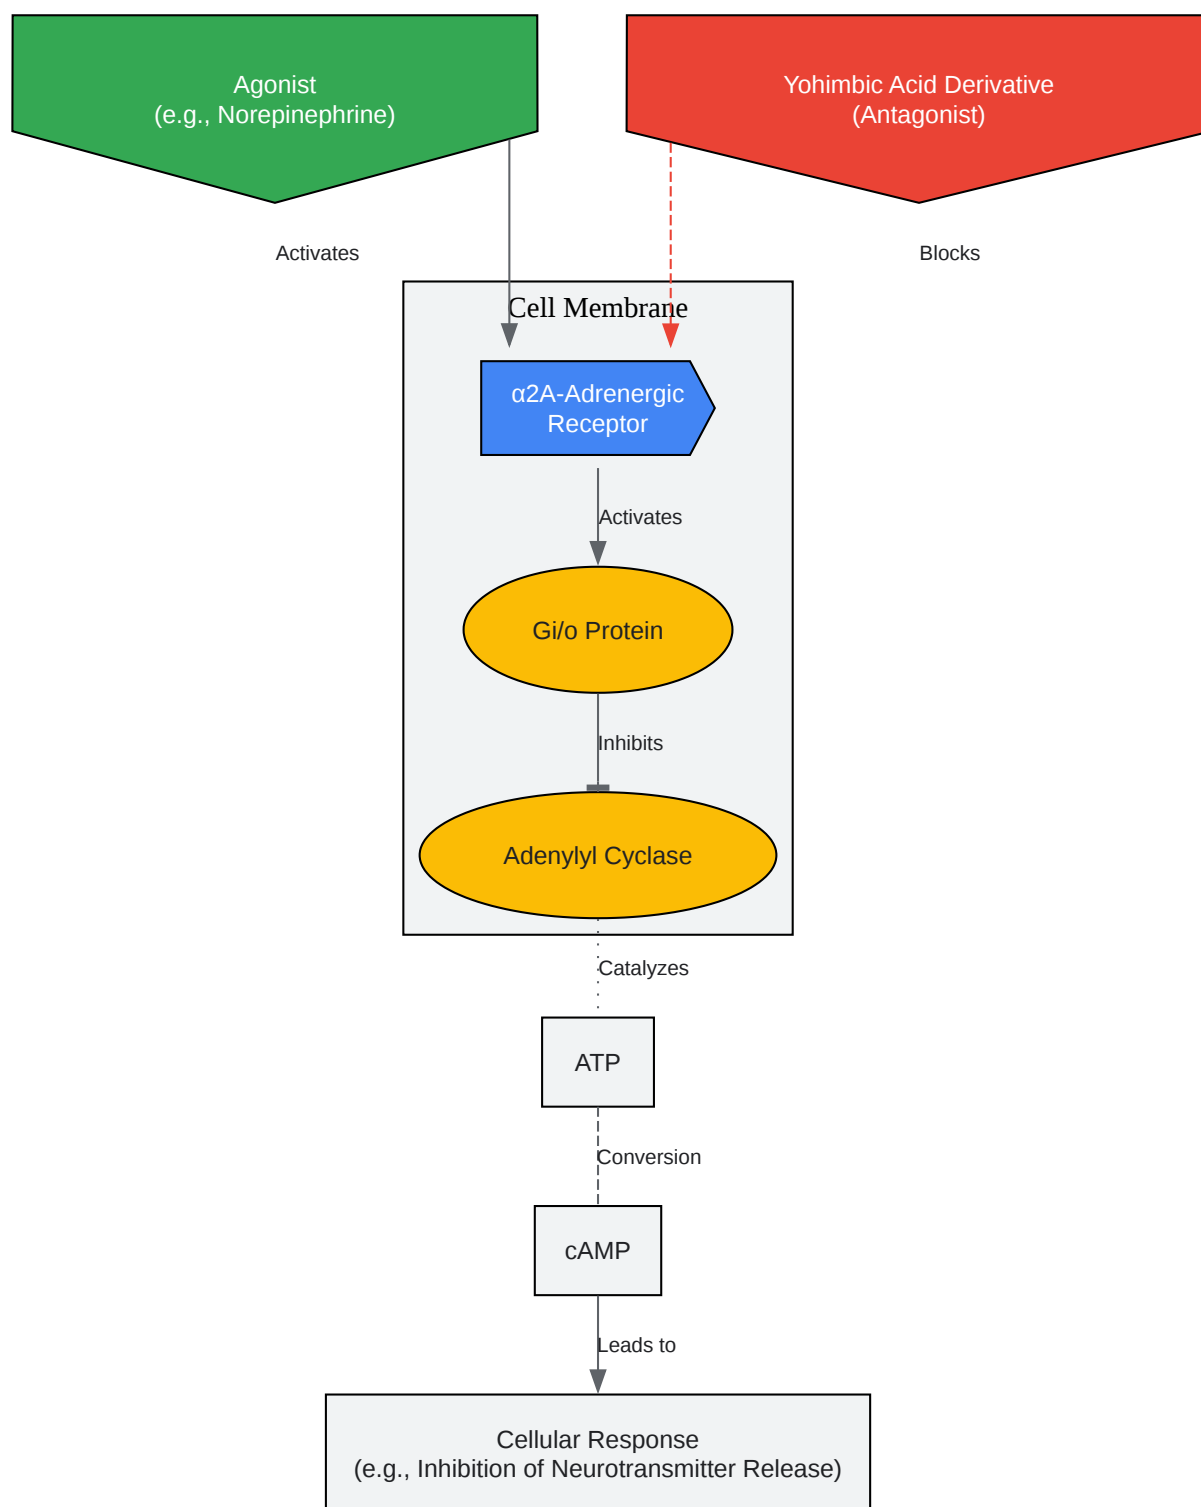 Agonist
(e.g., Norepinephrine)
Yohimbic Acid Derivative
(Antagonist)
Activates
Blocks
Cell Membrane
α2A-Adrenergic
Receptor
Activates
Gi/o Protein
Inhibits
Adenylyl Cyclase
Catalyzes
ATP
Conversion
cAMP
Leads to
Cellular Response
(e.g., Inhibition of Neurotransmitter Release)